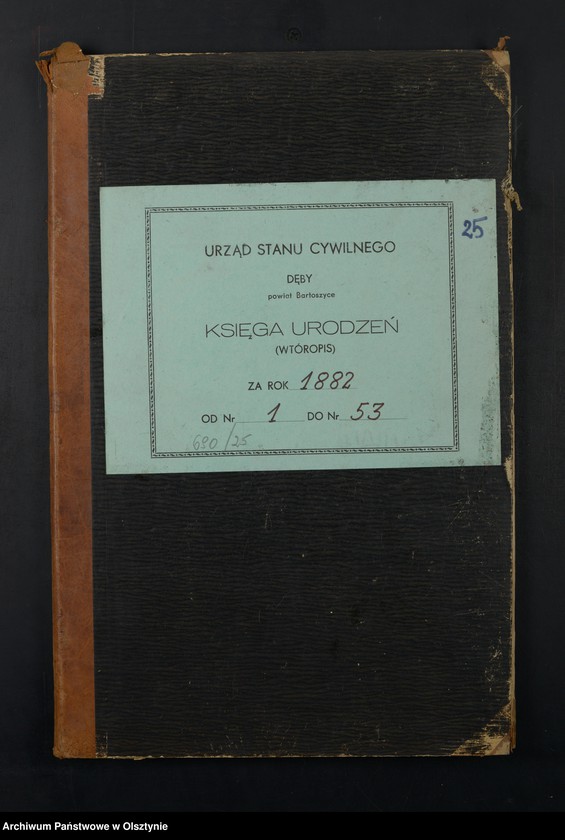 25
URZĄD STANU CYWILNEGO
DĘBY
powiat Bartoszyce
KSIĘGA URODZEŃ
(WTÓROPIS)
ZA ROK 1882
OD Nr 1 DO Nr 53
690/25
Archiwum Państwowe w Olsztynie